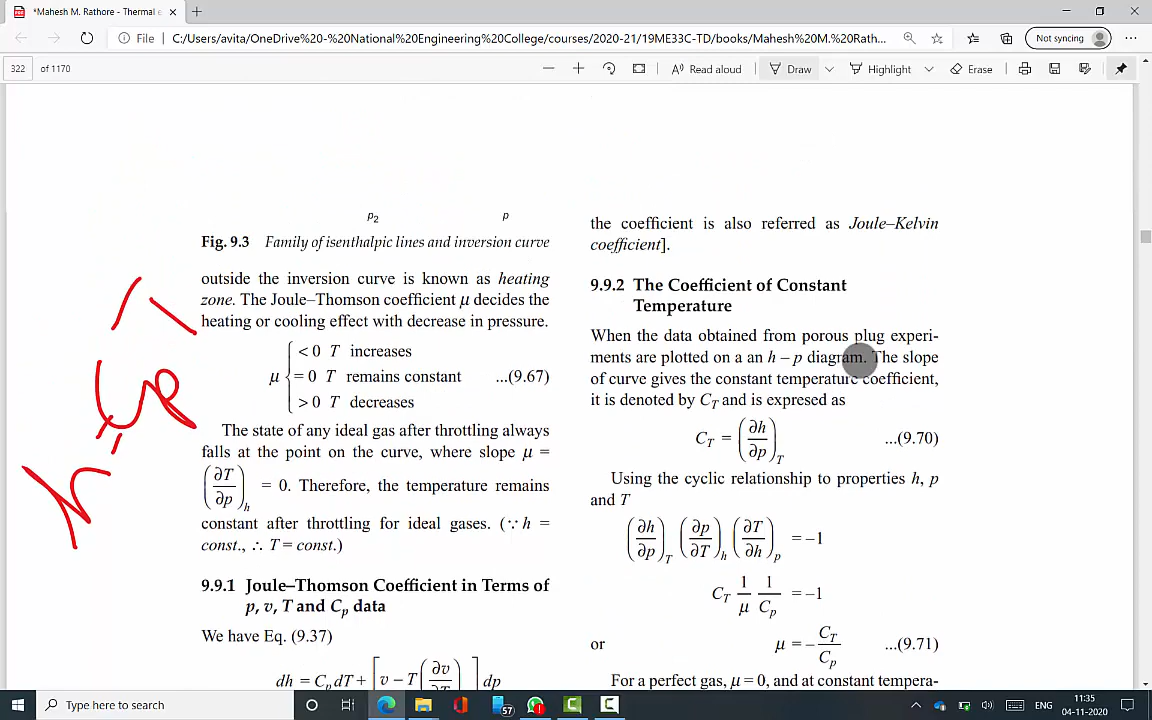 *Mahesh M. Rathore - Thermal e
File
C:/Users/avita/OneDrive%20-%20National%20Engineering%20College/courses/2020-21/19ME33C-TD/books/Mahesh%20M.%20Rath...
Not syncing
322 of 1170
Read aloud
Draw
Highlight
Erase
p2 p
Fig. 9.3 Family of isenthalpic lines and inversion curve
outside the inversion curve is known as heating
zone. The Joule–Thomson coefficient μ decides the
heating or cooling effect with decrease in pressure.
μ { < 0 T increases
= 0 T remains constant ...(9.67)
> 0 T decreases
The state of any ideal gas after throttling always
falls at the point on the curve, where slope μ =
(∂T/∂p)h = 0. Therefore, the temperature remains
constant after throttling for ideal gases. (∵ h =
const., ∴ T = const.)
9.9.1 Joule–Thomson Coefficient in Terms of
p, v, T and Cp data
We have Eq. (9.37)
dh = CpdT + [v – T(∂v/∂T)] dp
h = Cp T
the coefficient is also referred as Joule–Kelvin
coefficient].
9.9.2 The Coefficient of Constant
Temperature
When the data obtained from porous plug experi-
ments are plotted on a an h – p diagram. The slope
of curve gives the constant temperature coefficient,
it is denoted by CT and is expresed as
CT = (∂h/∂p)T ...(9.70)
Using the cyclic relationship to properties h, p
and T
(∂h/∂p)T (∂p/∂T)h (∂T/∂h)p = –1
CT 1/μ 1/Cp = –1
or μ = – CT/Cp ...(9.71)
For a perfect gas, μ = 0, and at constant tempera-
Type here to search
57
ENG
11:35
04-11-2020